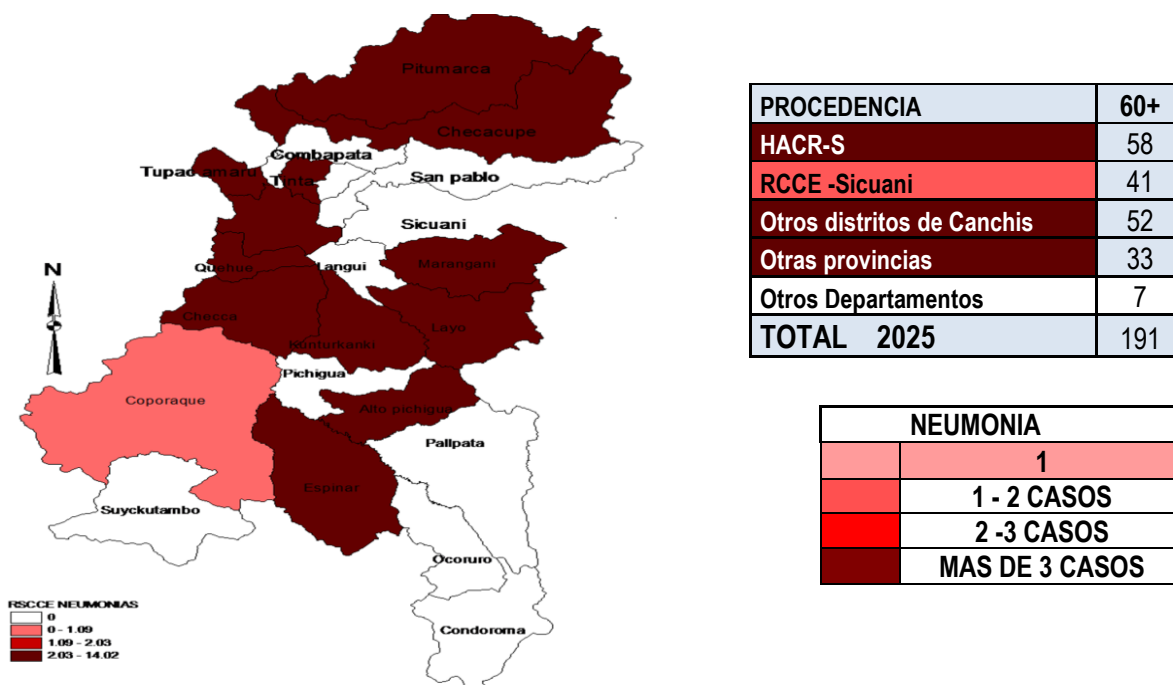 Pitumarca
Checacupe
Combapata
Tupac amaru
Tinta
San pablo
Sicuani
Quehue
Langui
Marangani
Checca
Layo
Kunturkanki
Pichigua
Coporaque
Alto pichigua
Pallpata
Espinar
Suyckutambo
Ocoruro
Condoroma
N
RSCCE NEUMONIAS
0
0 - 1.09
1.09 - 2.03
2.03 - 14.02
PROCEDENCIA 60+
HACR-S 58
RCCE -Sicuani 41
Otros distritos de Canchis 52
Otras provincias 33
Otros Departamentos 7
TOTAL 2025 191
NEUMONIA
1
1 - 2 CASOS
2 -3 CASOS
MAS DE 3 CASOS